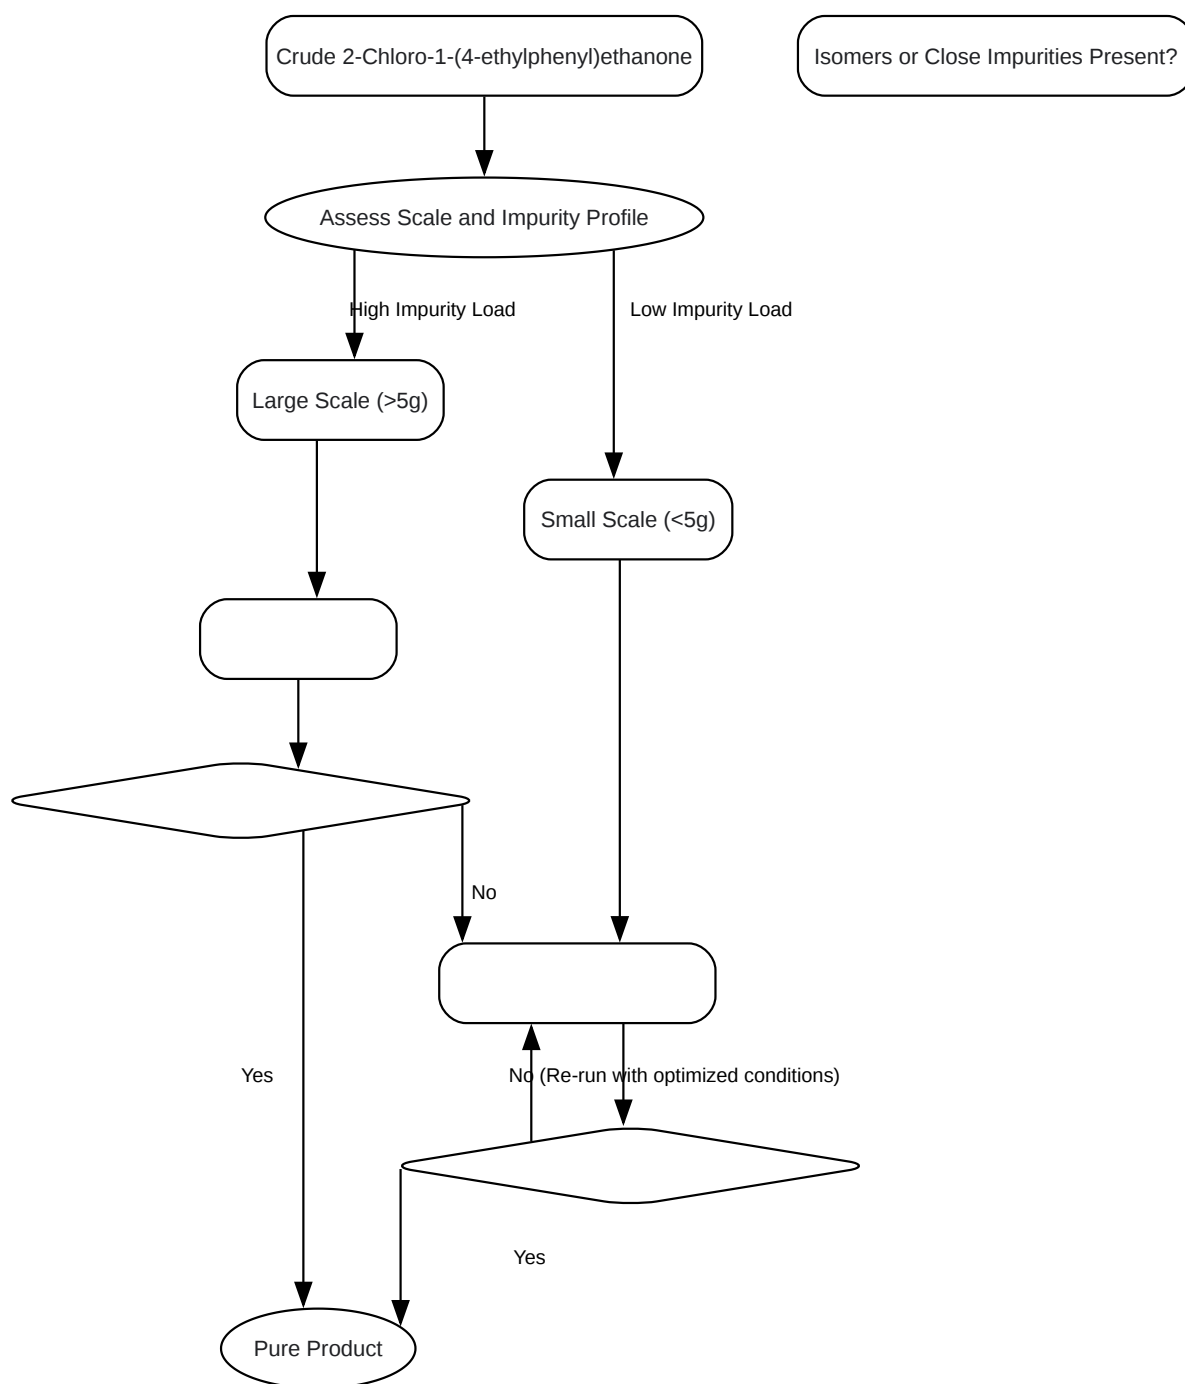 Crude 2-Chloro-1-(4-ethylphenyl)ethanone
Isomers or Close Impurities Present?
Assess Scale and Impurity Profile
High Impurity Load
Low Impurity Load
Large Scale (>5g)
Small Scale (<5g)
No
Yes
No (Re-run with optimized conditions)
Yes
Pure Product